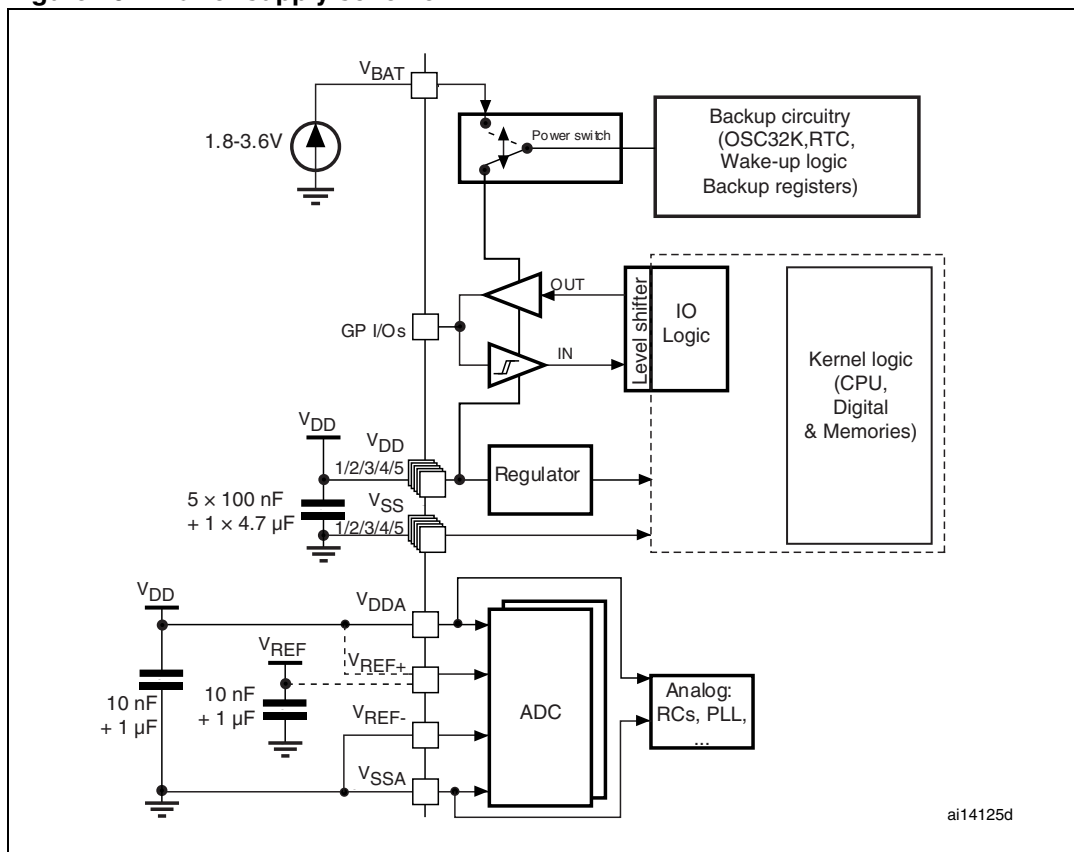 VBAT
1.8-3.6V
Power switch
Backup circuitry
(OSC32K,RTC,
Wake-up logic
Backup registers)
OUT
GP I/Os
IN
Level shifter
IO
Logic
Kernel logic
(CPU,
Digital
& Memories)
VDD
VDD
1/2/3/4/5
Regulator
5 × 100 nF
+ 1 × 4.7 µF
VSS
1/2/3/4/5
VDD
VDDA
VREF
VREF+
10 nF
+ 1 µF
10 nF
+ 1 µF
VREF-
VSSA
ADC
Analog:
RCs, PLL,
...
ai14125d